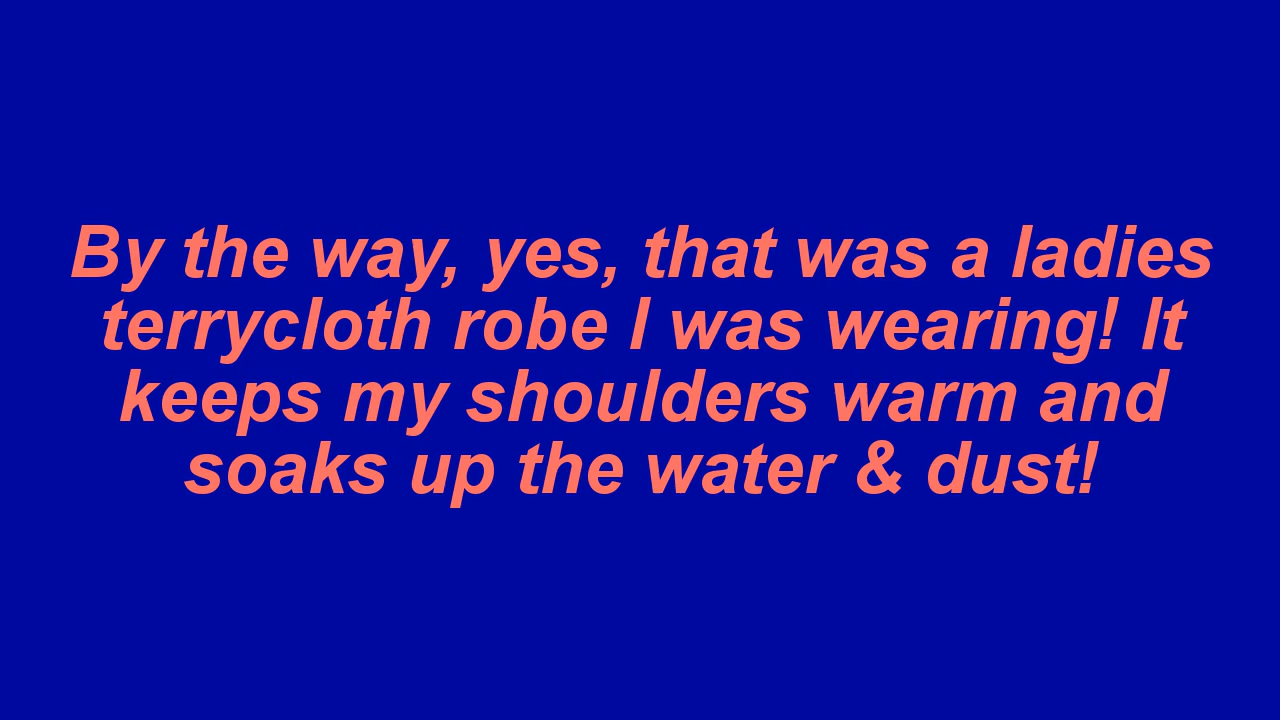 By the way, yes, that was a ladies
terrycloth robe I was wearing! It
keeps my shoulders warm and
soaks up the water & dust!